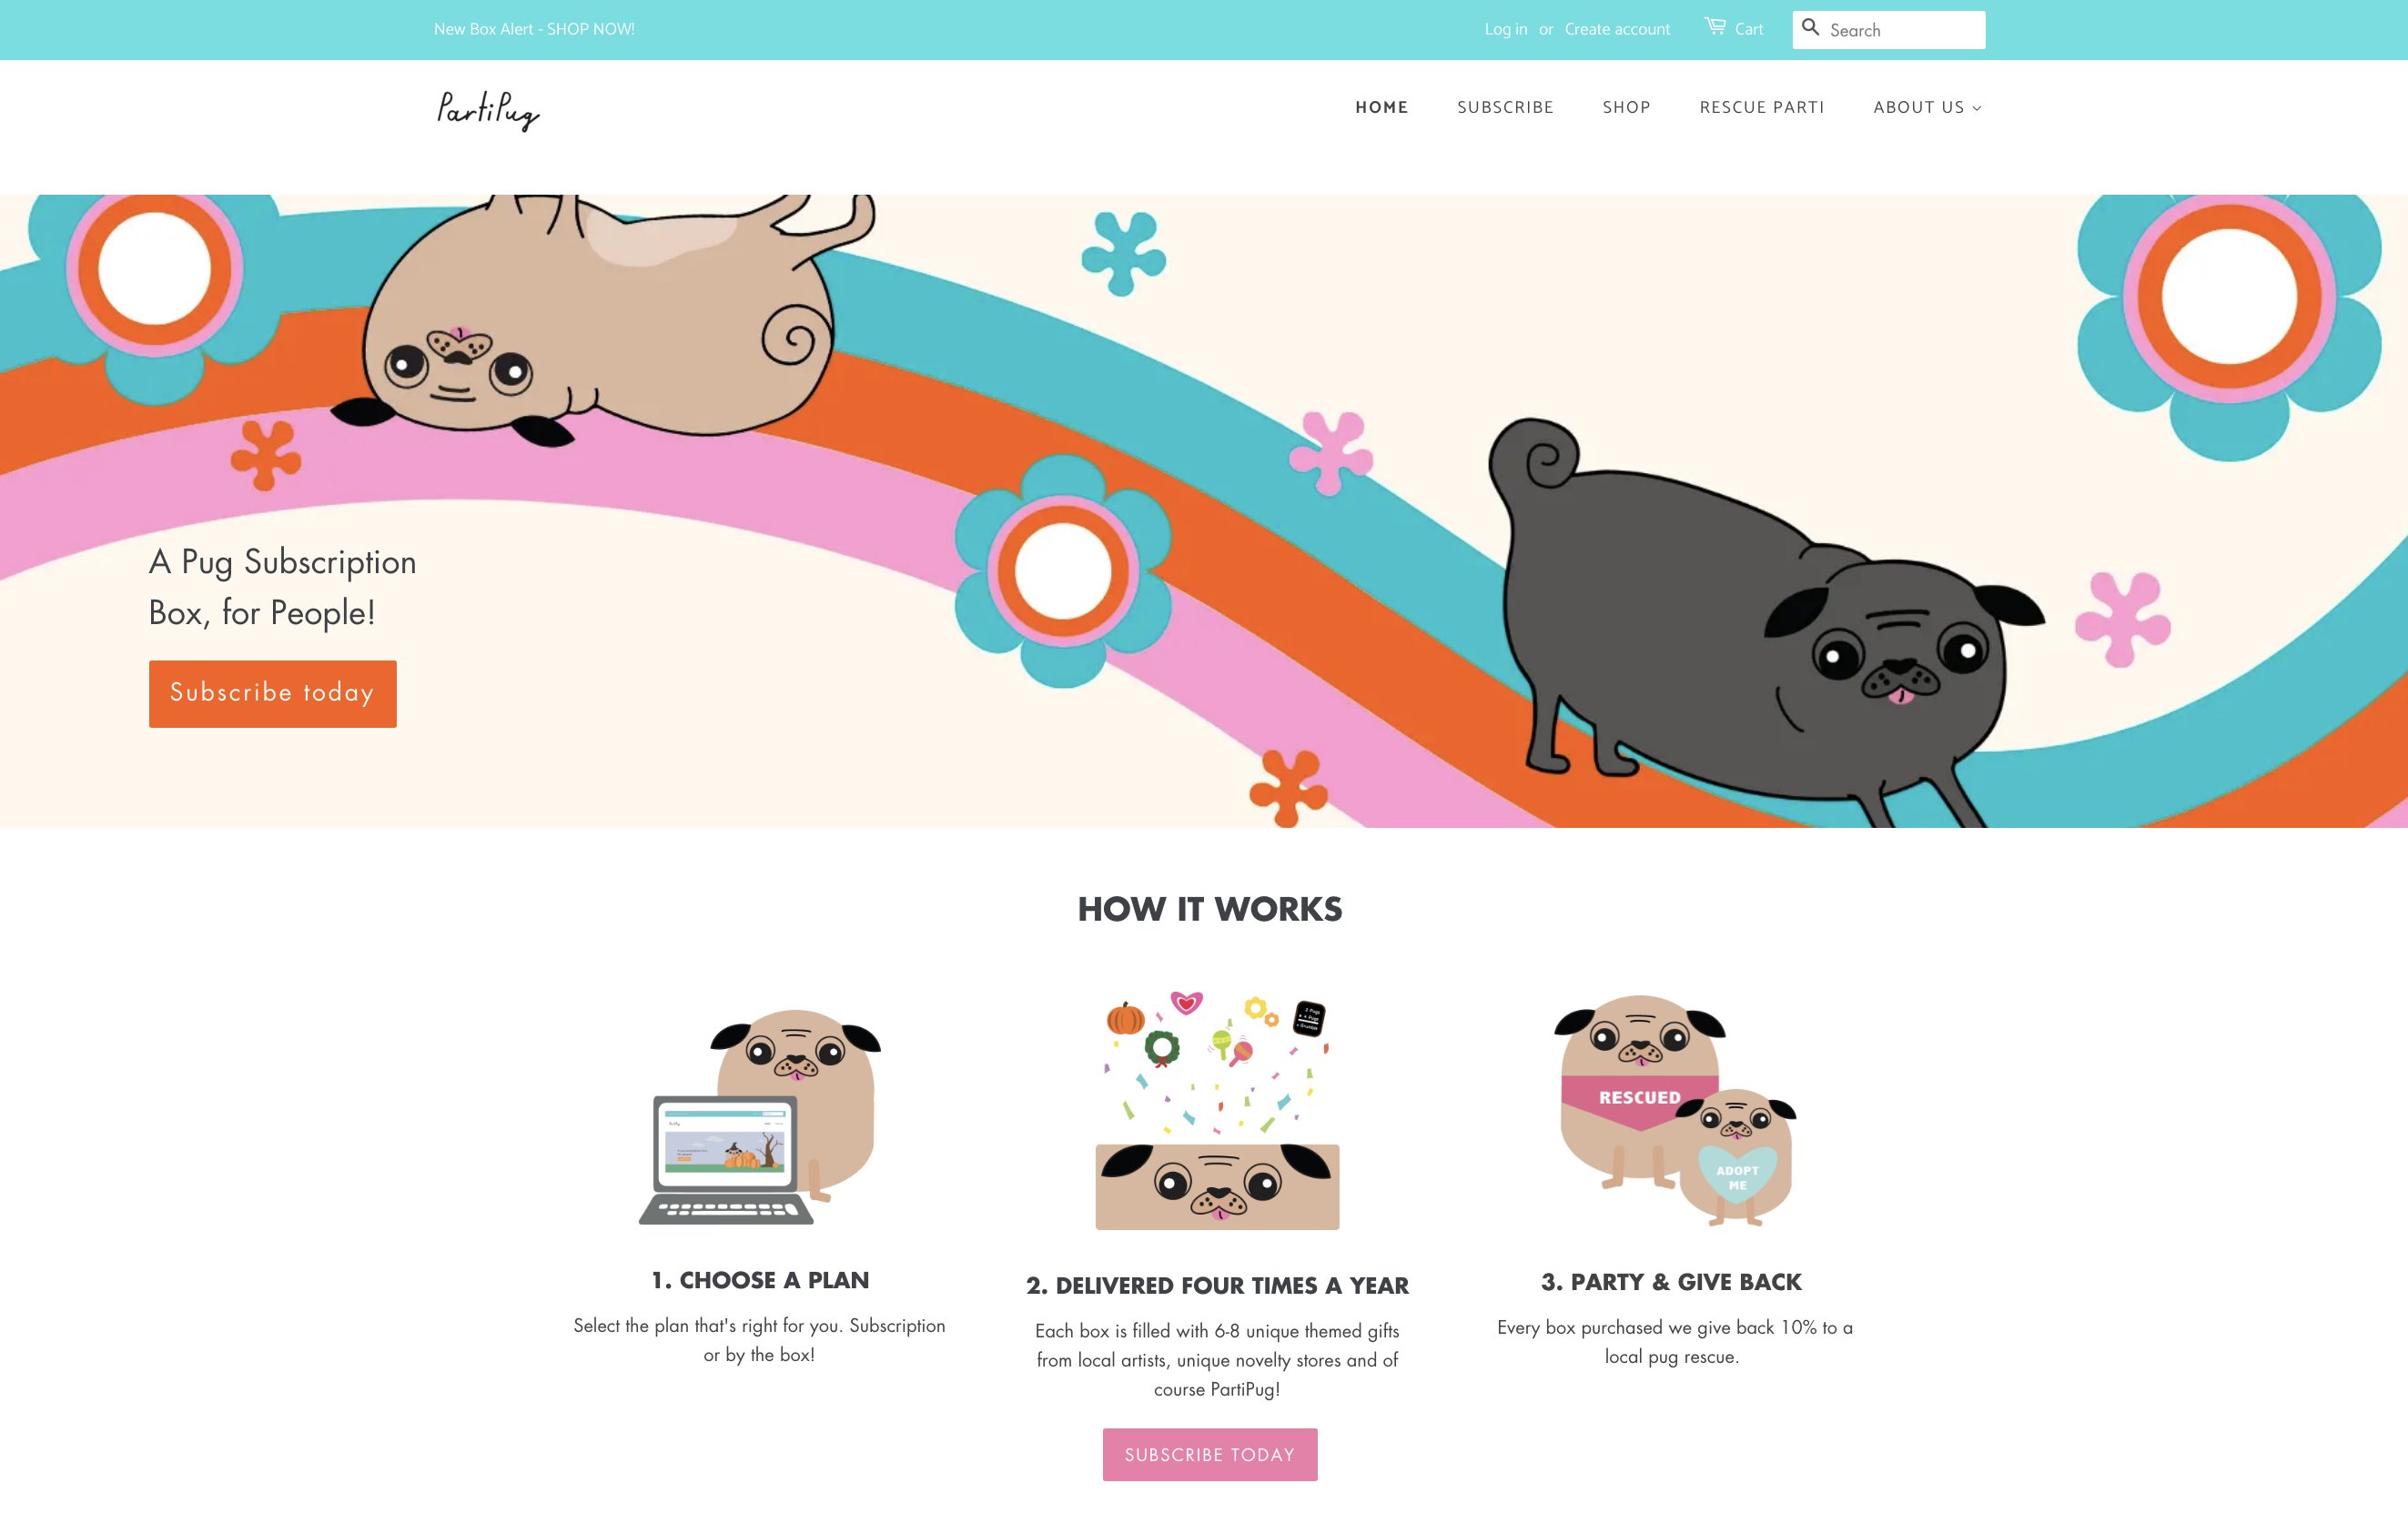 New Box Alert - SHOP NOW!
Log in or Create account Cart Search
PartiPug
HOME SUBSCRIBE SHOP RESCUE PARTI ABOUT US
A Pug Subscription
Box, for People!
Subscribe today
HOW IT WORKS
RESCUED
ADOPT
ME
1. CHOOSE A PLAN
Select the plan that's right for you. Subscription
or by the box!
2. DELIVERED FOUR TIMES A YEAR
Each box is filled with 6-8 unique themed gifts
from local artists, unique novelty stores and of
course PartiPug!
3. PARTY & GIVE BACK
Every box purchased we give back 10% to a
local pug rescue.
SUBSCRIBE TODAY